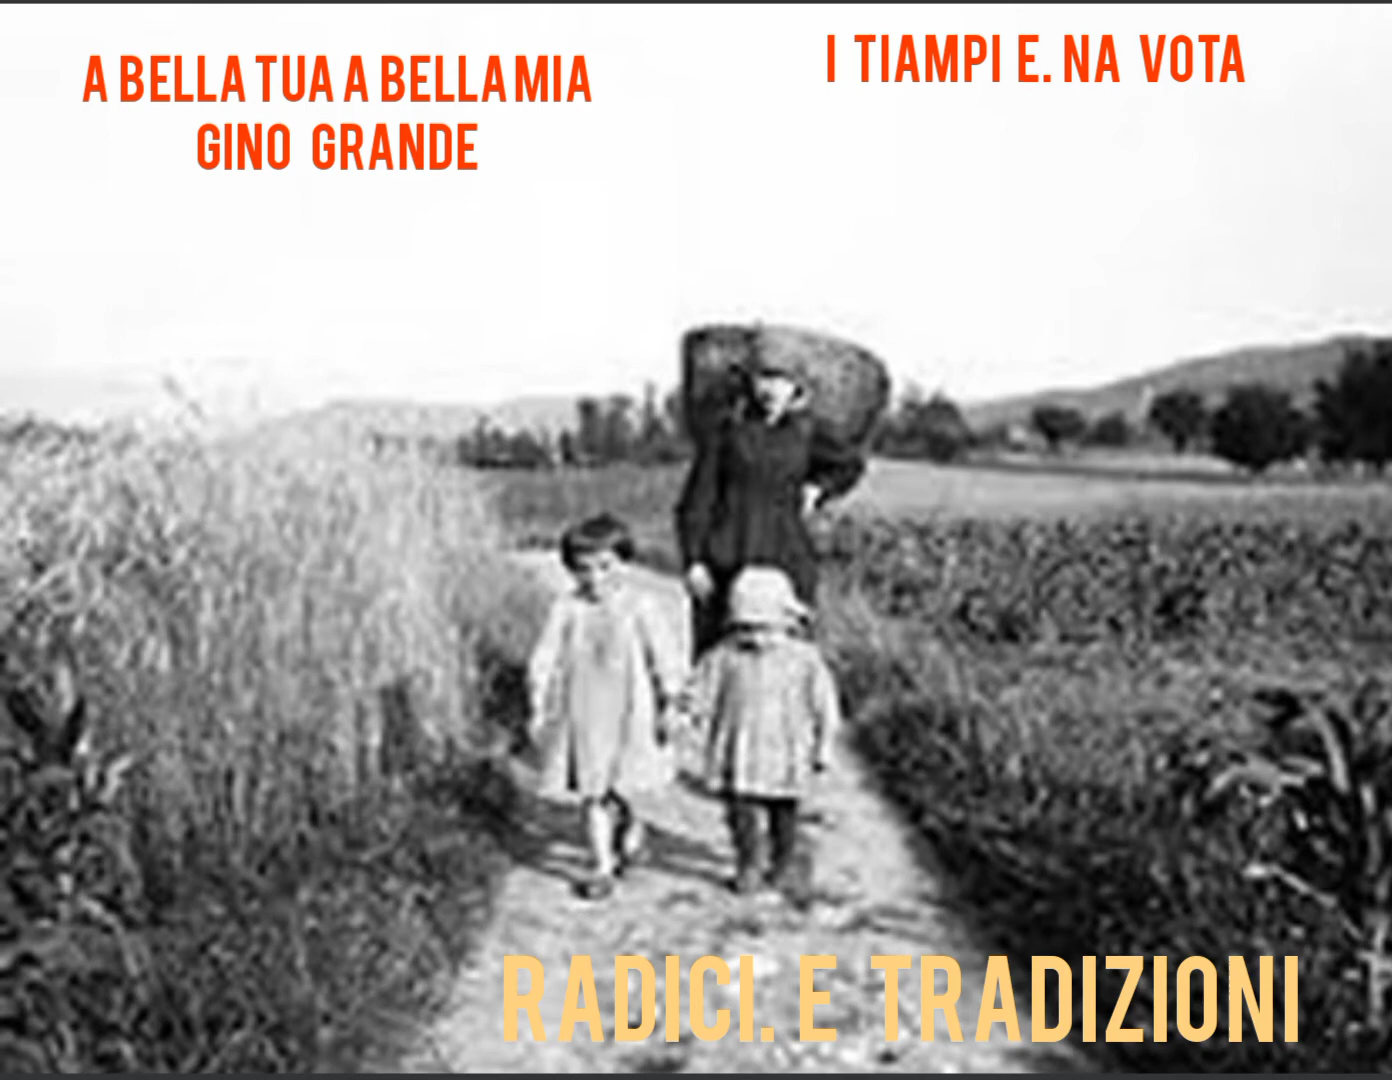 A BELLA TUA A BELLA MIA
GINO GRANDE
I TIAMPI E. NA VOTA
RADICI. E TRADIZIONI